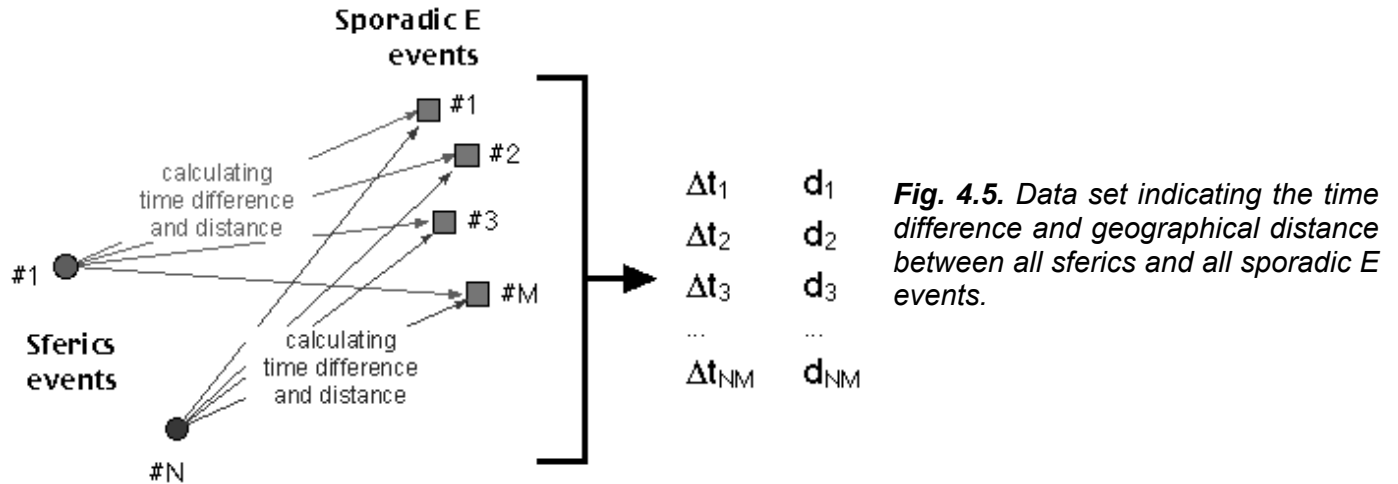 Sporadic E
events
#1
#2
#3
#M
calculating
time difference
and distance
#1
Sferics
events
calculating
time difference
and distance
#N
Δt1 d1
Δt2 d2
Δt3 d3
... ...
ΔtNM dNM
Fig. 4.5. Data set indicating the time
difference and geographical distance
between all sferics and all sporadic E
events.